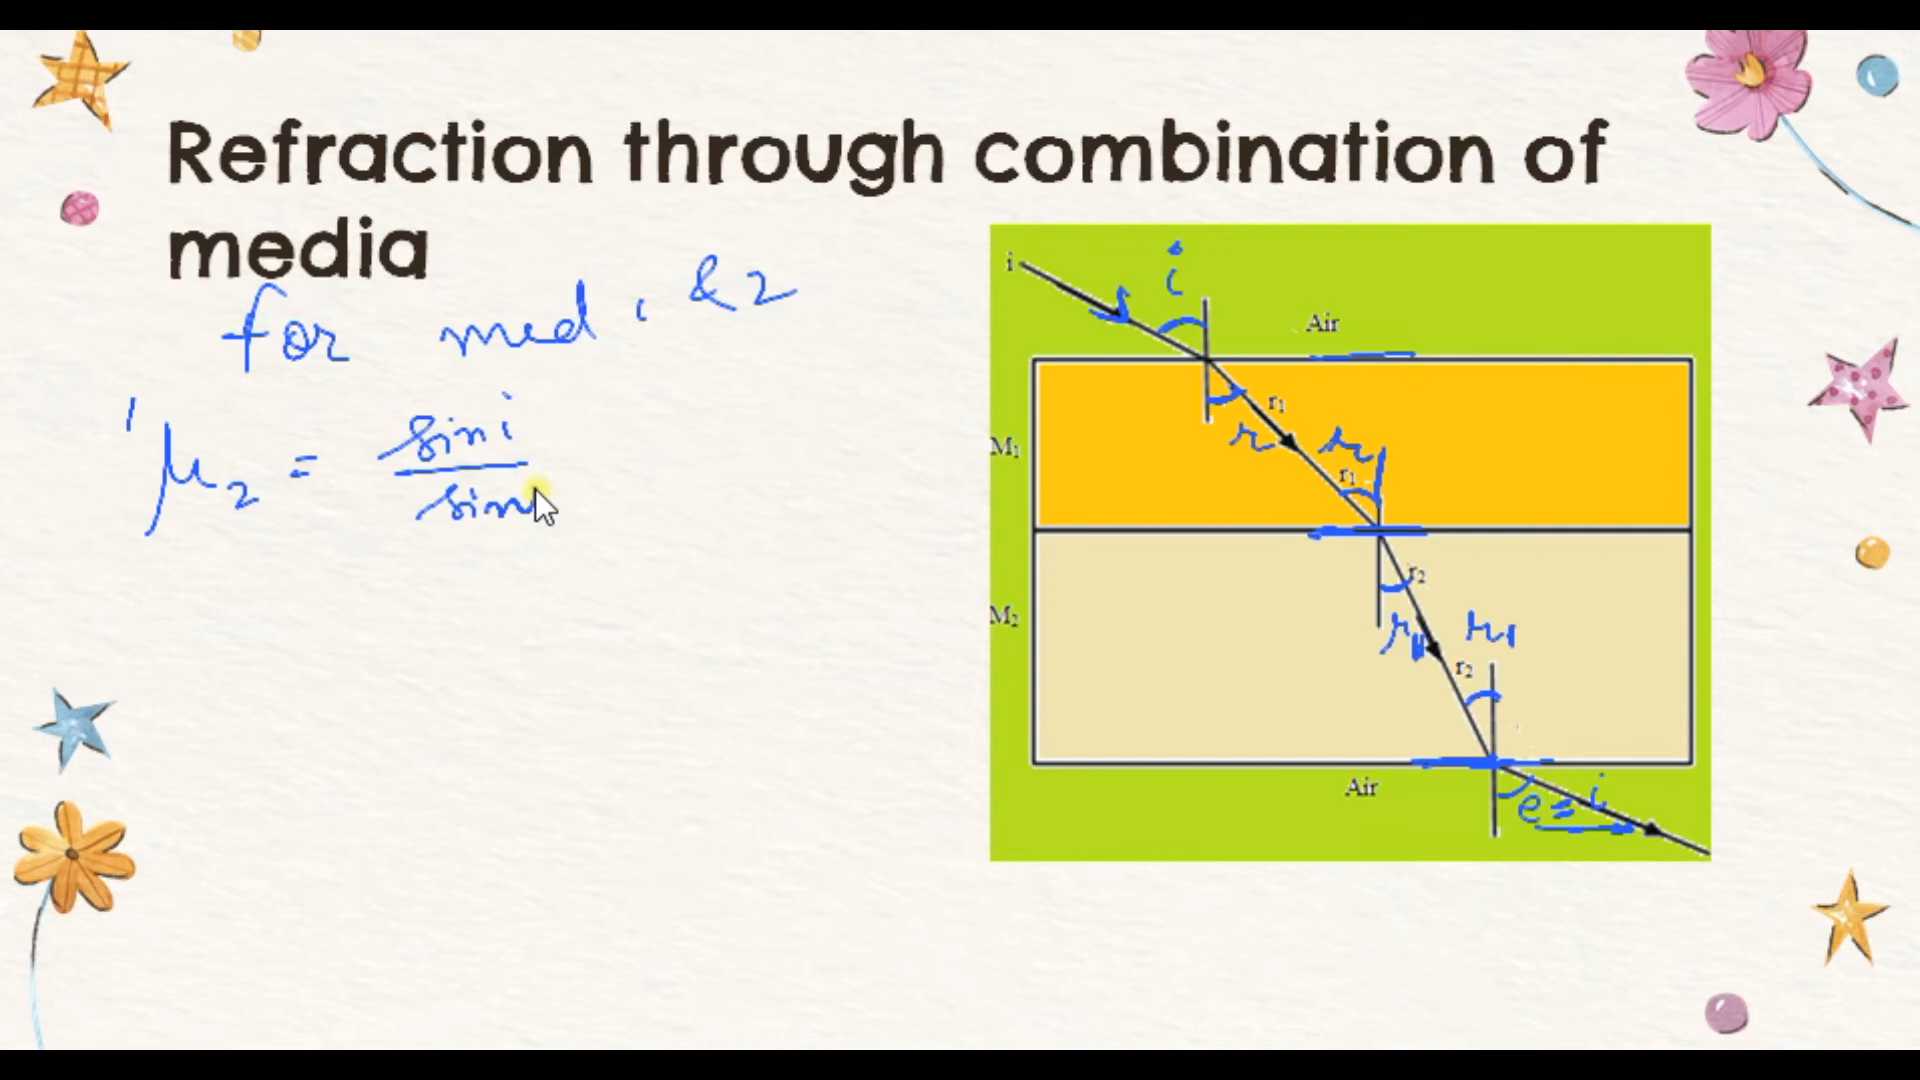 Refraction through combination of
media
for med 1 & 2
¹μ₂ = sin i
sin
i
i
Air
r₁
r
r
r₁
M₁
r₂
M₂
r₁
r₂
Air
e = i